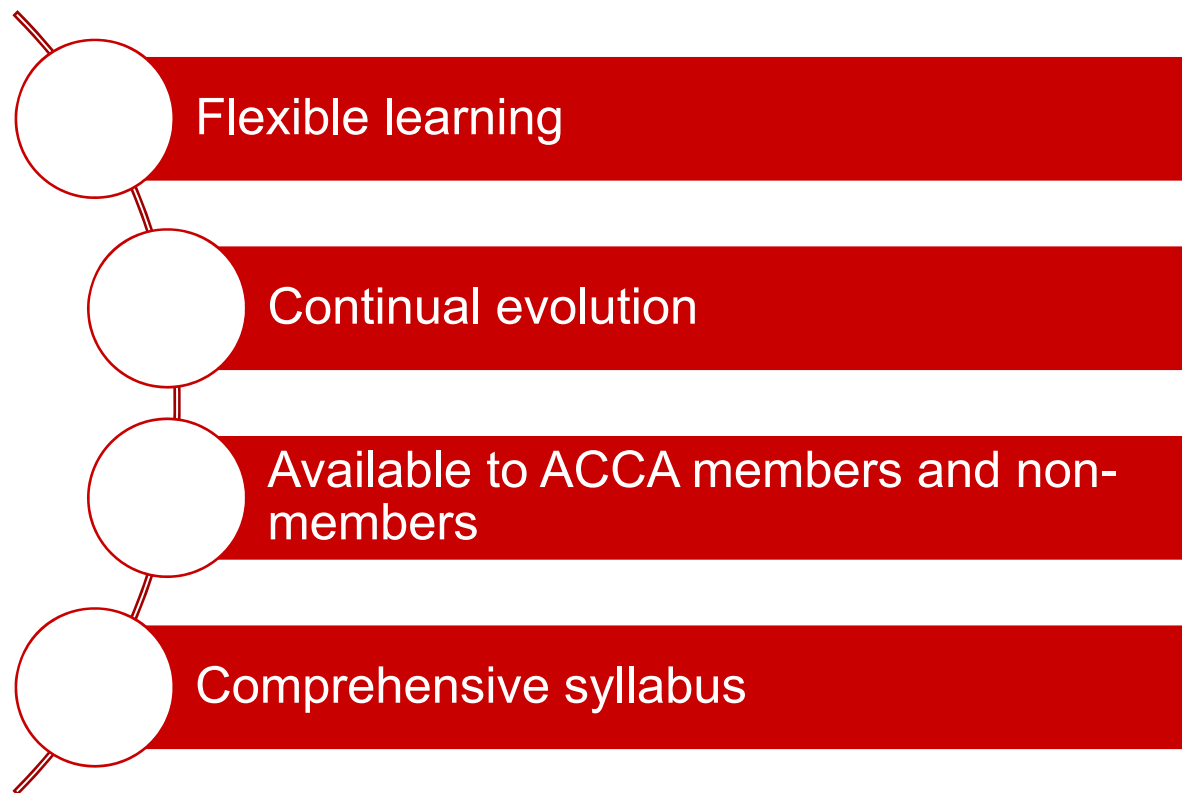 Flexible learning
Continual evolution
Available to ACCA members and non-
members
Comprehensive syllabus